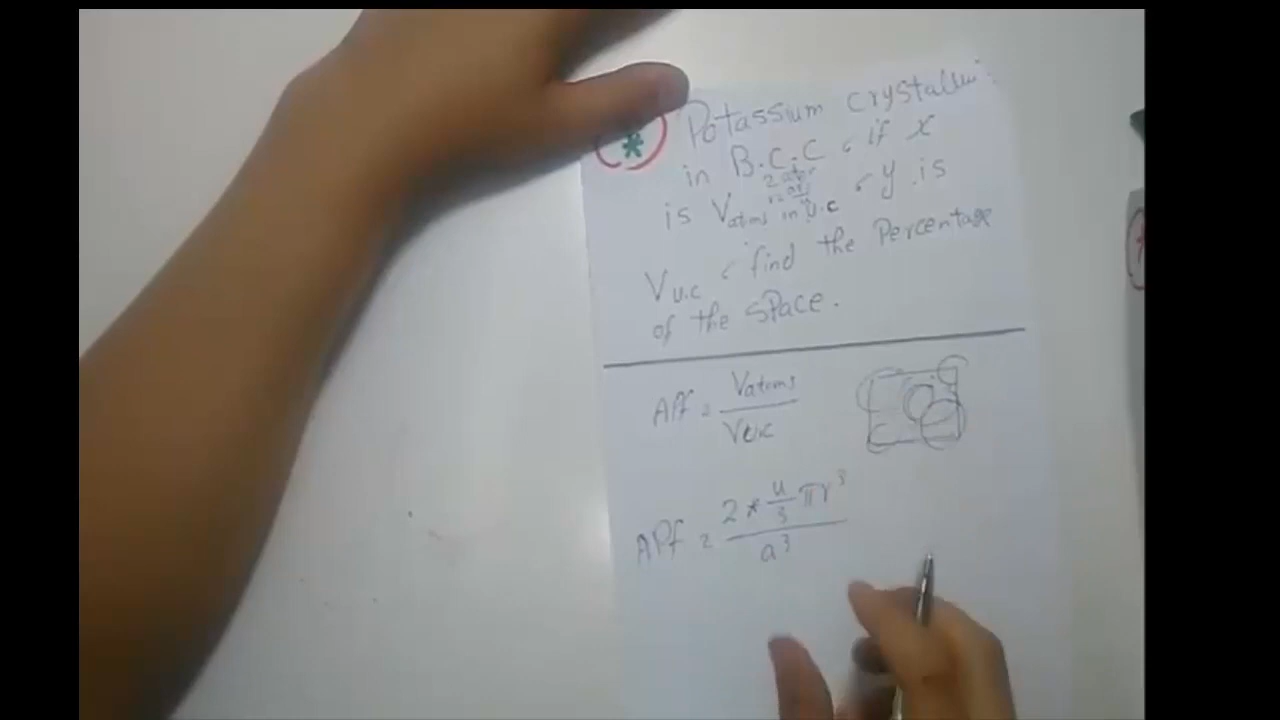 *
Potassium crystalliz
in B.C.C , if x
is Vatoms in U.C , y is
Vu.c , find the Percentage
of the space.
APf = Vatoms / Vu.c
APf = 2 * 4/3 πr³ / a³